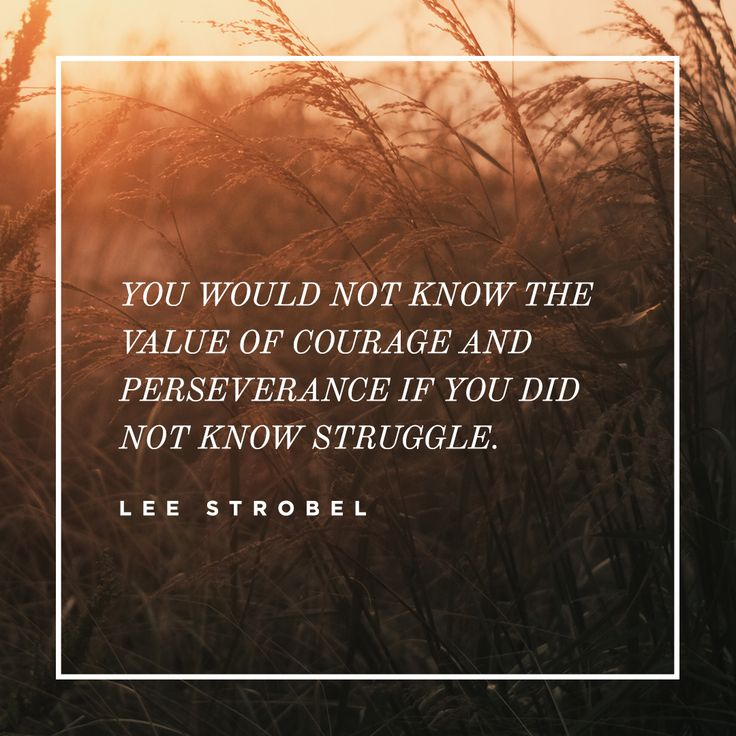 YOU WOULD NOT KNOW THE
VALUE OF COURAGE AND
PERSEVERANCE IF YOU DID
NOT KNOW STRUGGLE.
LEE STROBEL